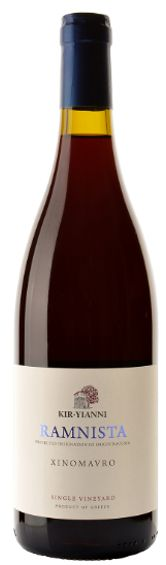 KIR•YIANNI
RAMNISTA
XINOMAVRO
SINGLE VINEYARD
PRODUCT OF GREECE